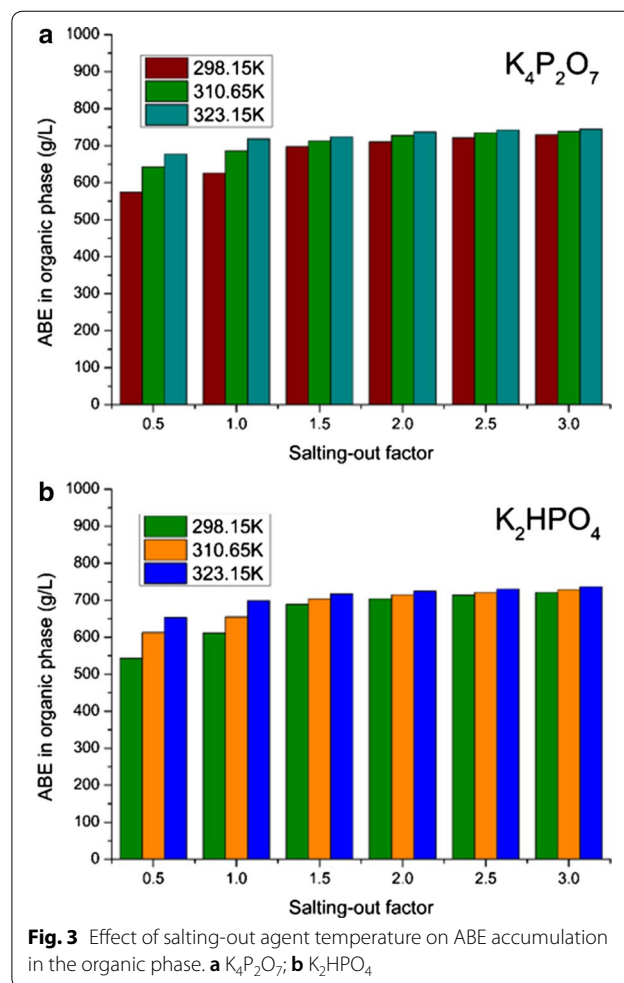 a
K₄P₂O₇
298.15K
310.65K
323.15K
1000
900
800
700
600
500
400
300
200
100
0
ABE in organic phase (g/L)
0.5 1.0 1.5 2.0 2.5 3.0
Salting-out factor
b
K₂HPO₄
298.15K
310.65K
323.15K
1000
900
800
700
600
500
400
300
200
100
0
ABE in organic phase (g/L)
0.5 1.0 1.5 2.0 2.5 3.0
Salting-out factor
Fig. 3 Effect of salting-out agent temperature on ABE accumulation
in the organic phase. a K₄P₂O₇; b K₂HPO₄